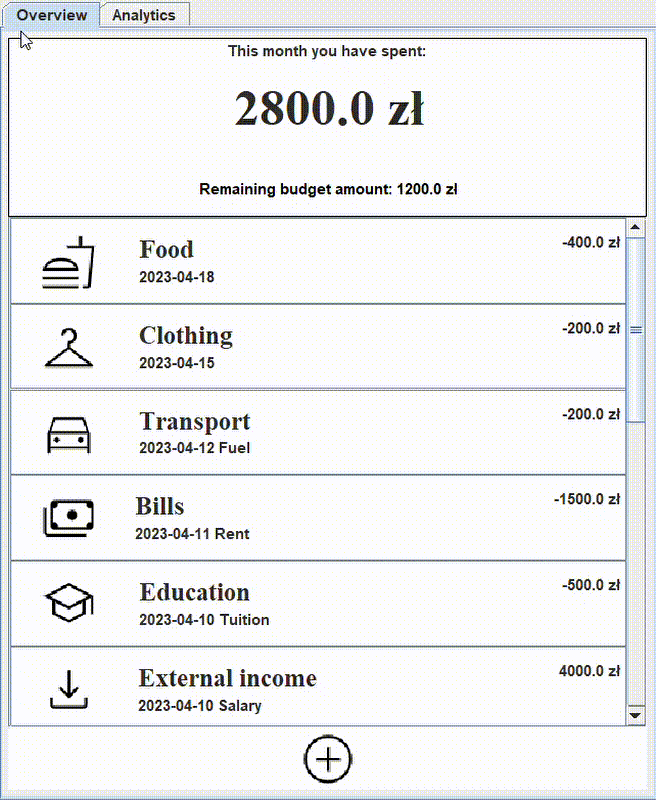 Overview Analytics
This month you have spent:
2800.0 zł
Remaining budget amount: 1200.0 zł
Food -400.0 zł
2023-04-18
Clothing -200.0 zł
2023-04-15
Transport -200.0 zł
2023-04-12 Fuel
Bills -1500.0 zł
2023-04-11 Rent
Education -500.0 zł
2023-04-10 Tuition
External income 4000.0 zł
2023-04-10 Salary